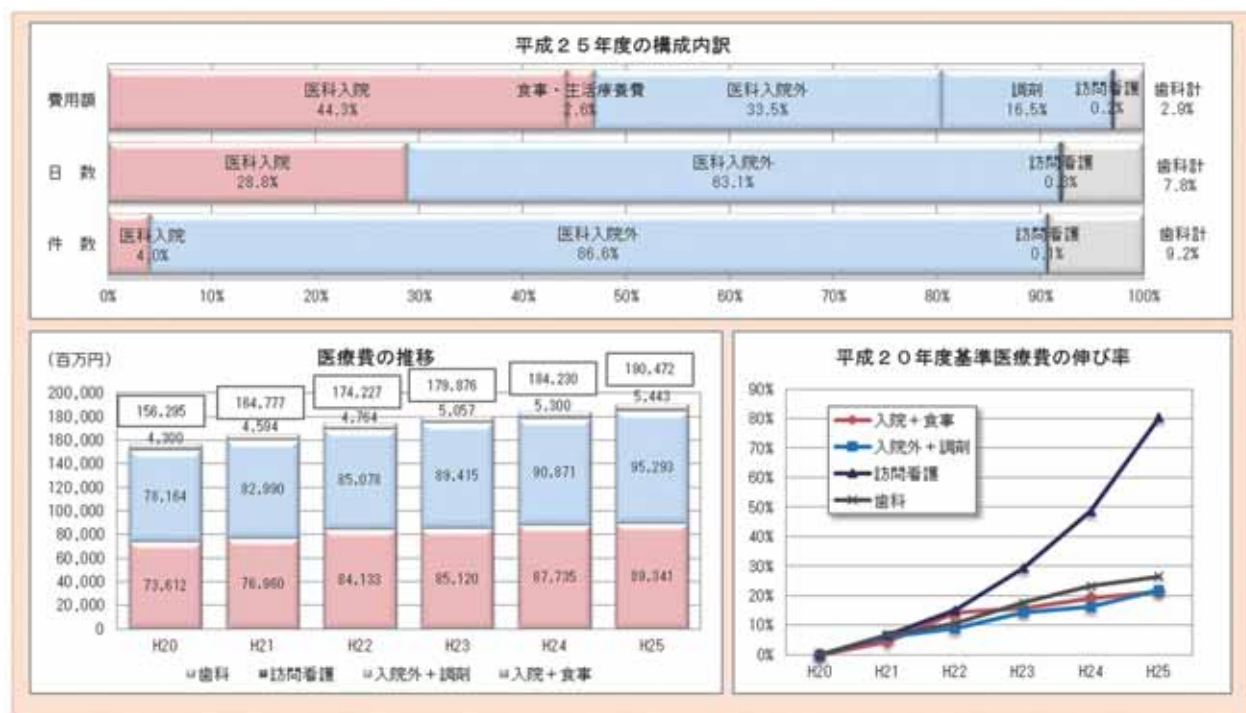 平成２５年度の構成内訳
費用額
医科入院
44.3%
食事・生活療養費
2.6%
医科入院外
33.5%
調剤
16.5%
訪問看護
0.2%
歯科計
2.9%
日 数
医科入院
28.8%
医科入院外
63.1%
訪問看護
0.3%
歯科計
7.8%
件 数
医科入院
4.0%
医科入院外
86.6%
訪問看護
0.1%
歯科計
9.2%
0% 10% 20% 30% 40% 50% 60% 70% 80% 90% 100%
医療費の推移
(百万円)
200,000
180,000
160,000
140,000
120,000
100,000
80,000
60,000
40,000
20,000
0
156,295 164,777 174,227 179,876 184,230 190,472
4,300 4,594 4,764 5,057 5,300 5,443
78,164 82,990 85,078 89,415 90,871 95,293
73,612 76,960 84,133 85,120 87,735 89,341
H20 H21 H22 H23 H24 H25
歯科 訪問看護 入院外＋調剤 入院＋食事
平成２０年度基準医療費の伸び率
90%
80%
70%
60%
50%
40%
30%
20%
10%
0%
入院＋食事
入院外＋調剤
訪問看護
歯科
H20 H21 H22 H23 H24 H25